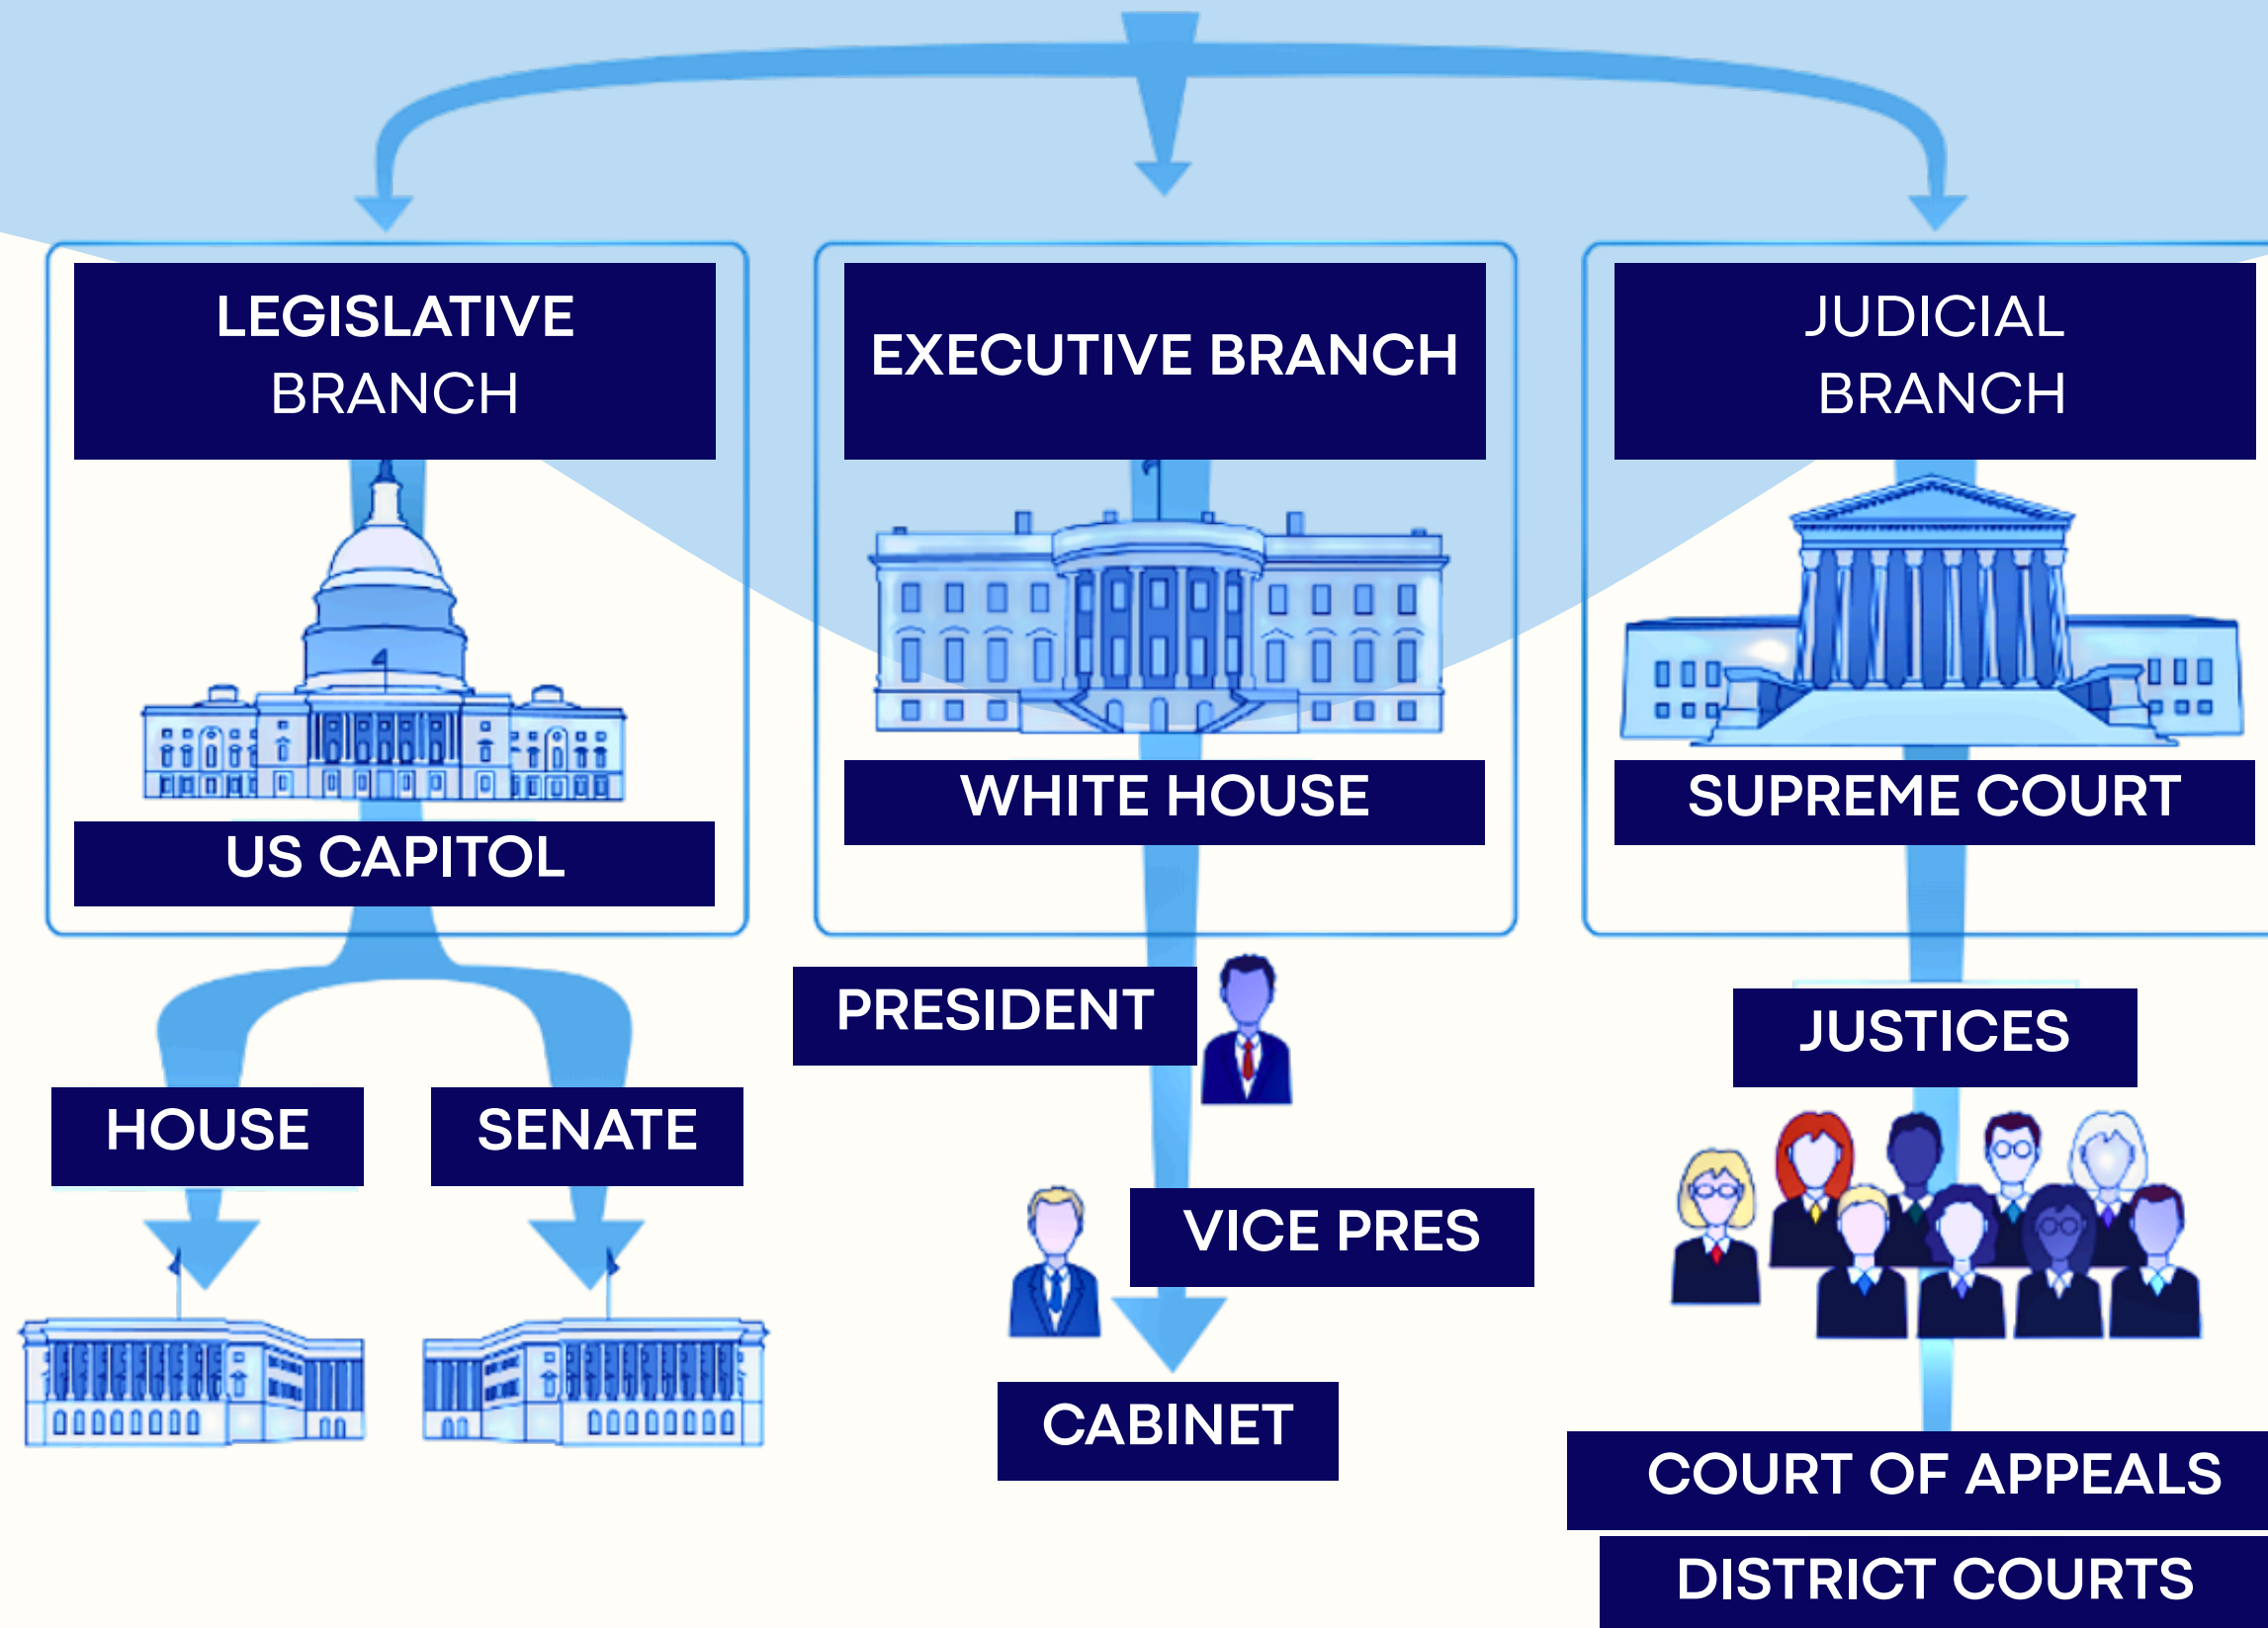 LEGISLATIVE
BRANCH
US CAPITOL
HOUSE
SENATE
EXECUTIVE BRANCH
WHITE HOUSE
PRESIDENT
VICE PRES
CABINET
JUDICIAL
BRANCH
SUPREME COURT
JUSTICES
COURT OF APPEALS
DISTRICT COURTS